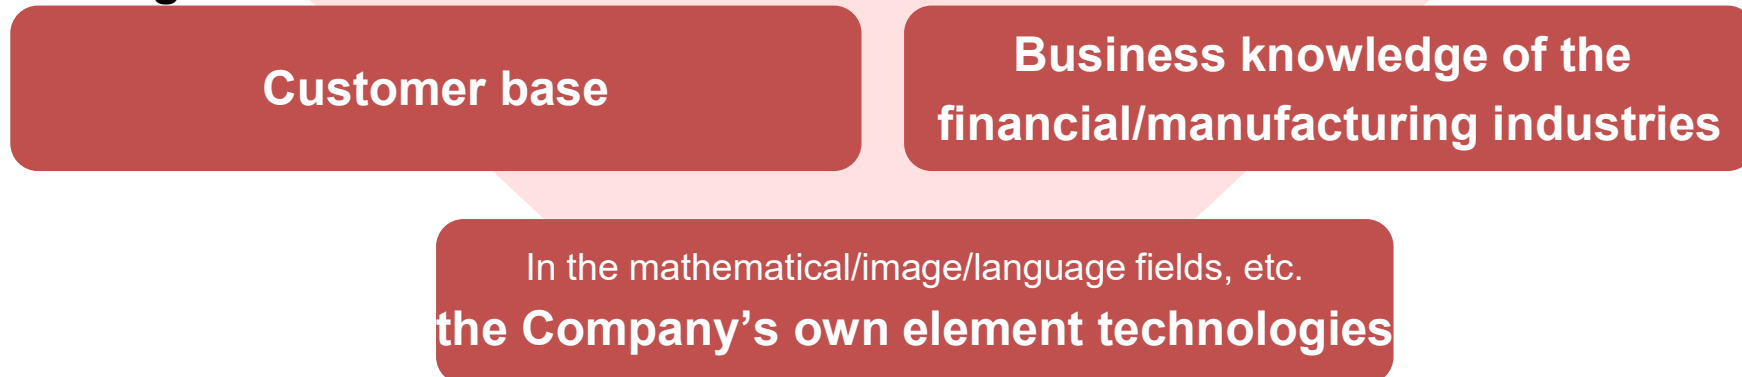 Customer base
Business knowledge of the
financial/manufacturing industries
In the mathematical/image/language fields, etc.
the Company’s own element technologies